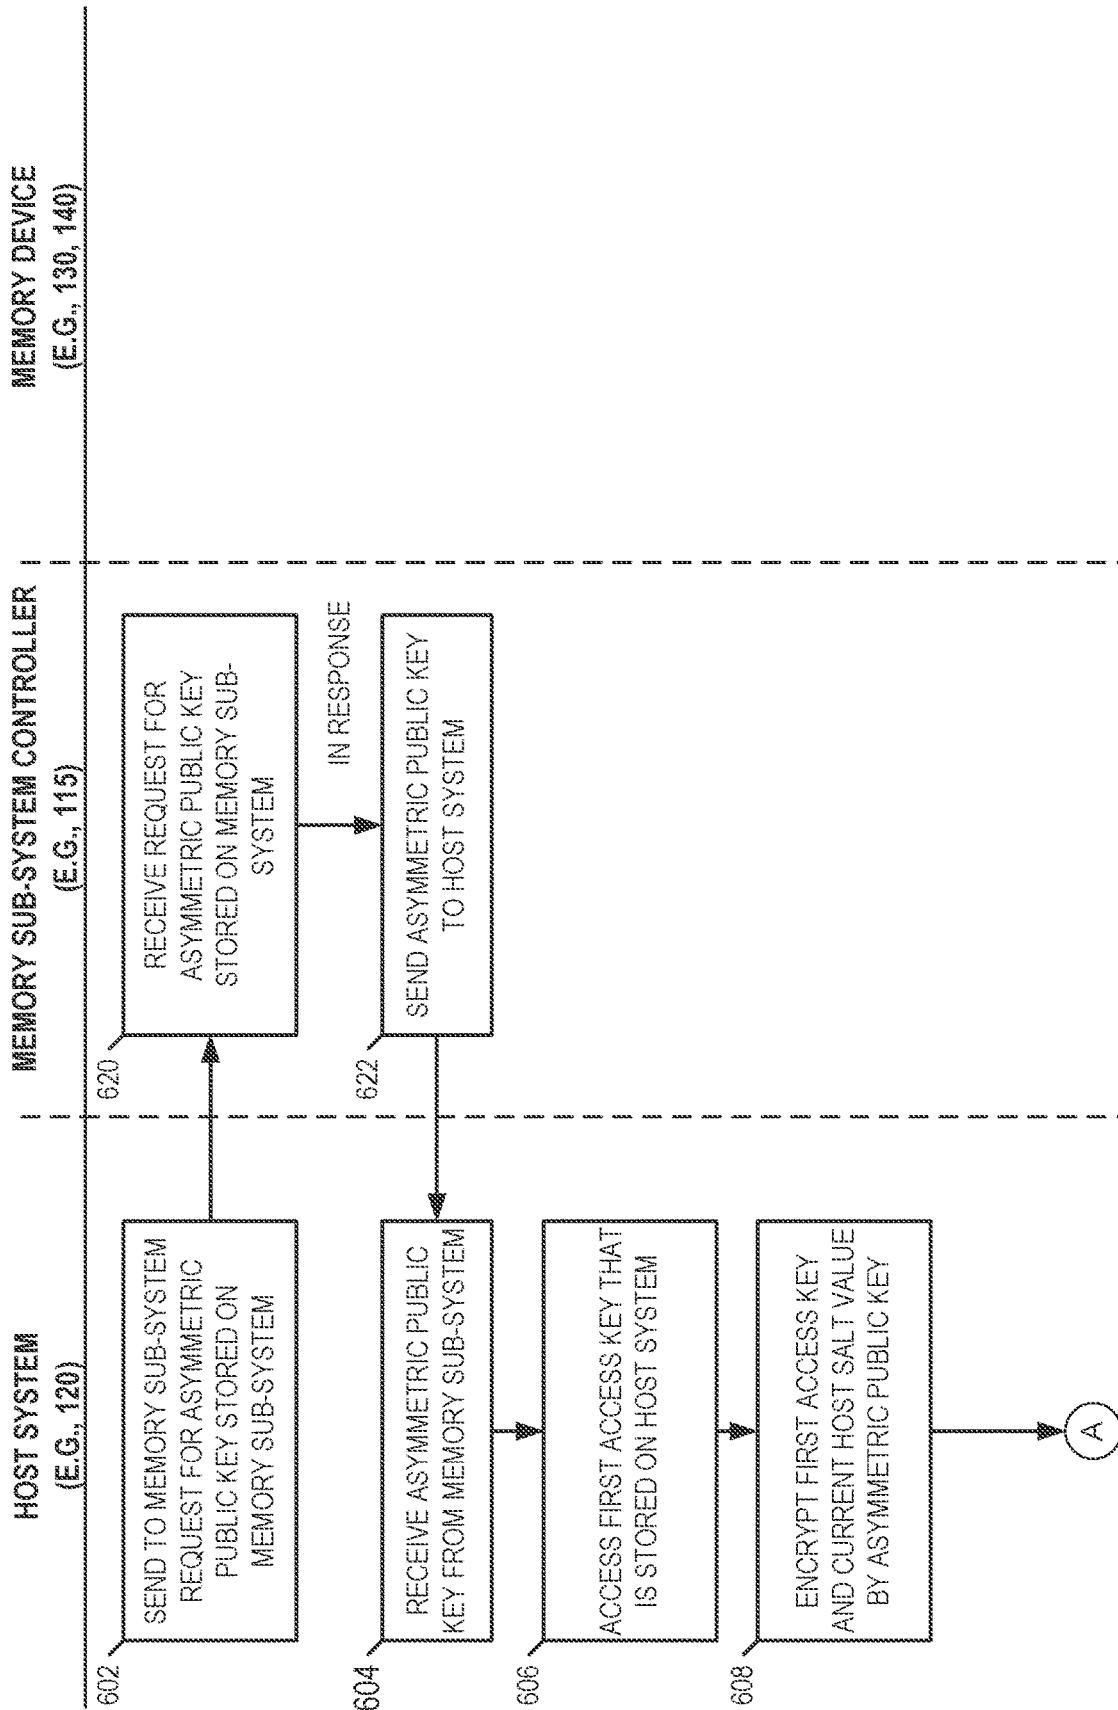 HOST SYSTEM
(E.G., 120)
MEMORY SUB-SYSTEM CONTROLLER
(E.G., 115)
MEMORY DEVICE
(E.G., 130, 140)
602
SEND TO MEMORY SUB-SYSTEM
REQUEST FOR ASYMMETRIC
PUBLIC KEY STORED ON
MEMORY SUB-SYSTEM
620
RECEIVE REQUEST FOR
ASYMMETRIC PUBLIC KEY
STORED ON MEMORY SUB-
SYSTEM
IN RESPONSE
622
SEND ASYMMETRIC PUBLIC KEY
TO HOST SYSTEM
604
RECEIVE ASYMMETRIC PUBLIC
KEY FROM MEMORY SUB-SYSTEM
606
ACCESS FIRST ACCESS KEY THAT
IS STORED ON HOST SYSTEM
608
ENCRYPT FIRST ACCESS KEY
AND CURRENT HOST SALT VALUE
BY ASYMMETRIC PUBLIC KEY
A